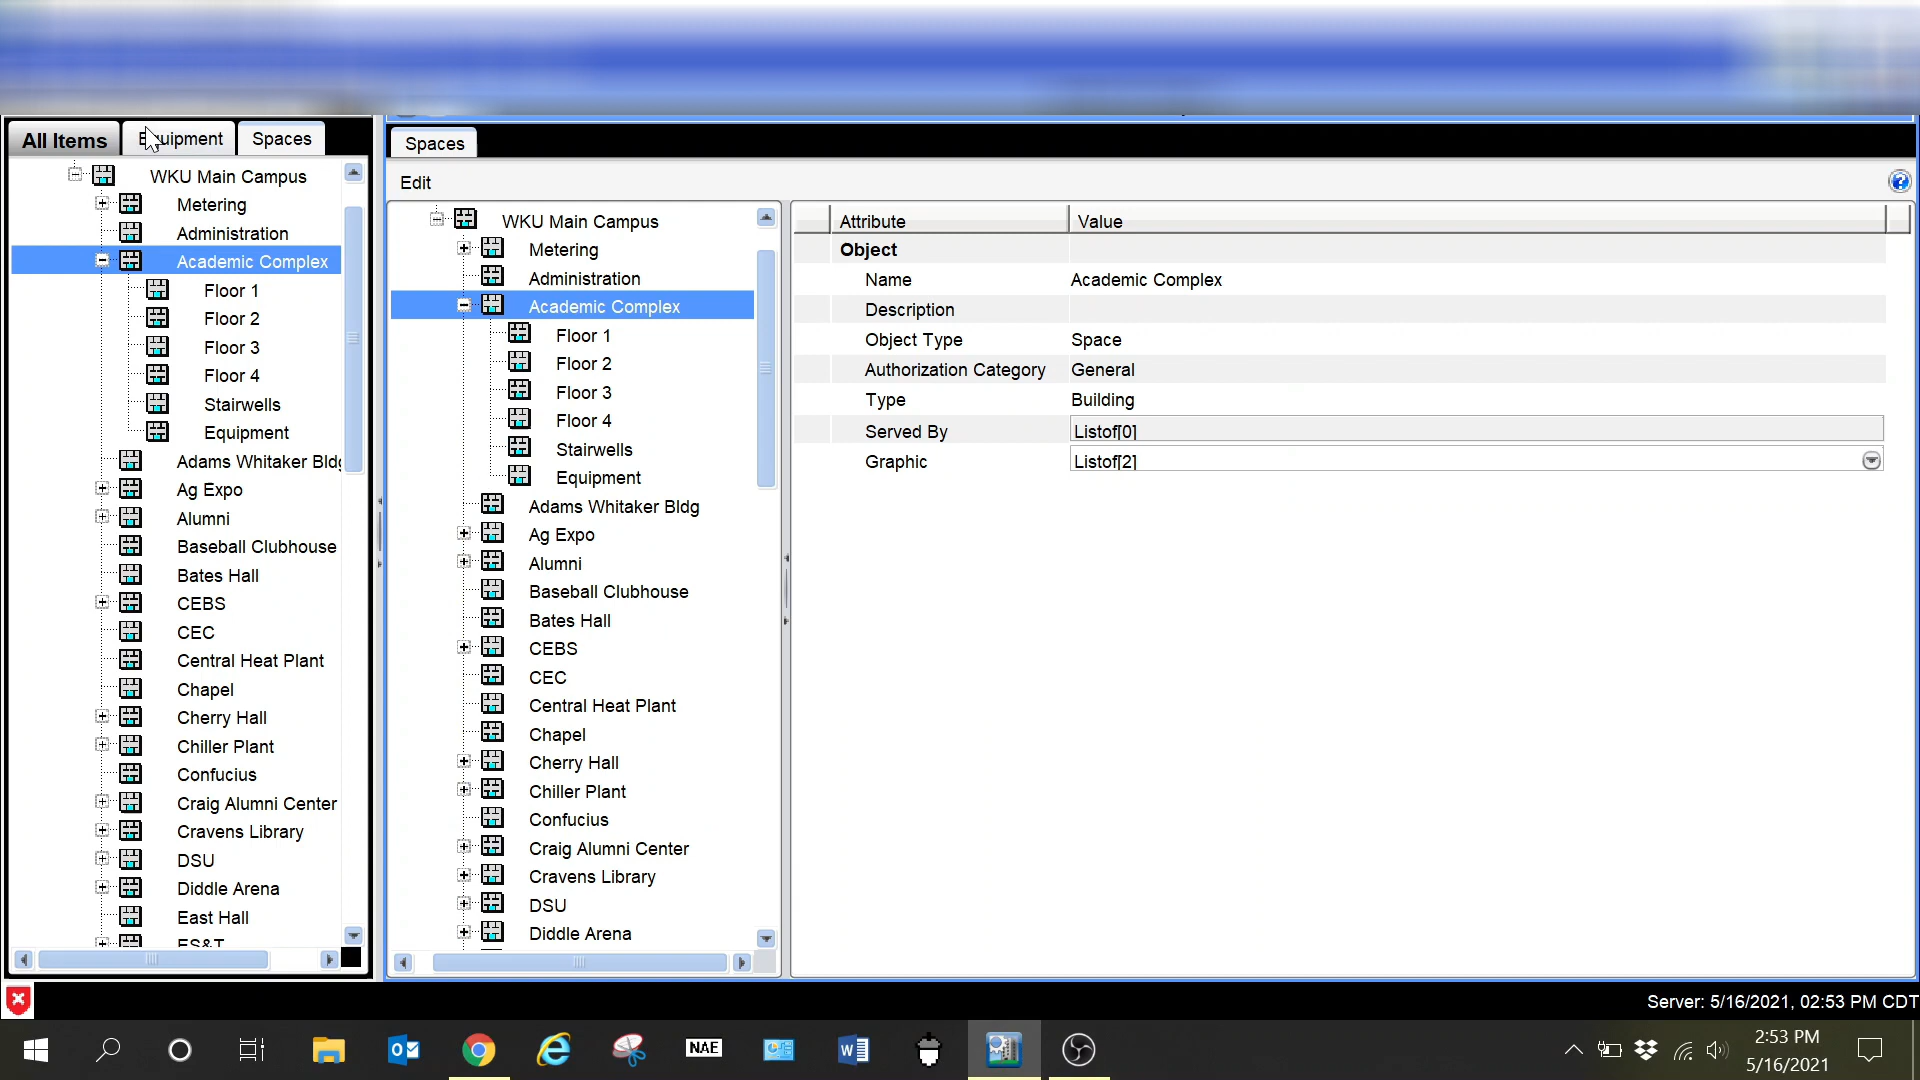 All Items
Equipment
Spaces
WKU Main Campus
Metering
Administration
Academic Complex
Floor 1
Floor 2
Floor 3
Floor 4
Stairwells
Equipment
Adams Whitaker Bldg
Ag Expo
Alumni
Baseball Clubhouse
Bates Hall
CEBS
CEC
Central Heat Plant
Chapel
Cherry Hall
Chiller Plant
Confucius
Craig Alumni Center
Cravens Library
DSU
Diddle Arena
East Hall
ES&T
Spaces
Edit
WKU Main Campus
Metering
Administration
Academic Complex
Floor 1
Floor 2
Floor 3
Floor 4
Stairwells
Equipment
Adams Whitaker Bldg
Ag Expo
Alumni
Baseball Clubhouse
Bates Hall
CEBS
CEC
Central Heat Plant
Chapel
Cherry Hall
Chiller Plant
Confucius
Craig Alumni Center
Cravens Library
DSU
Diddle Arena
Attribute Value
Object
Name Academic Complex
Description
Object Type Space
Authorization Category General
Type Building
Served By Listof[0]
Graphic Listof[2]
Server: 5/16/2021, 02:53 PM CDT
NAE
2:53 PM
5/16/2021